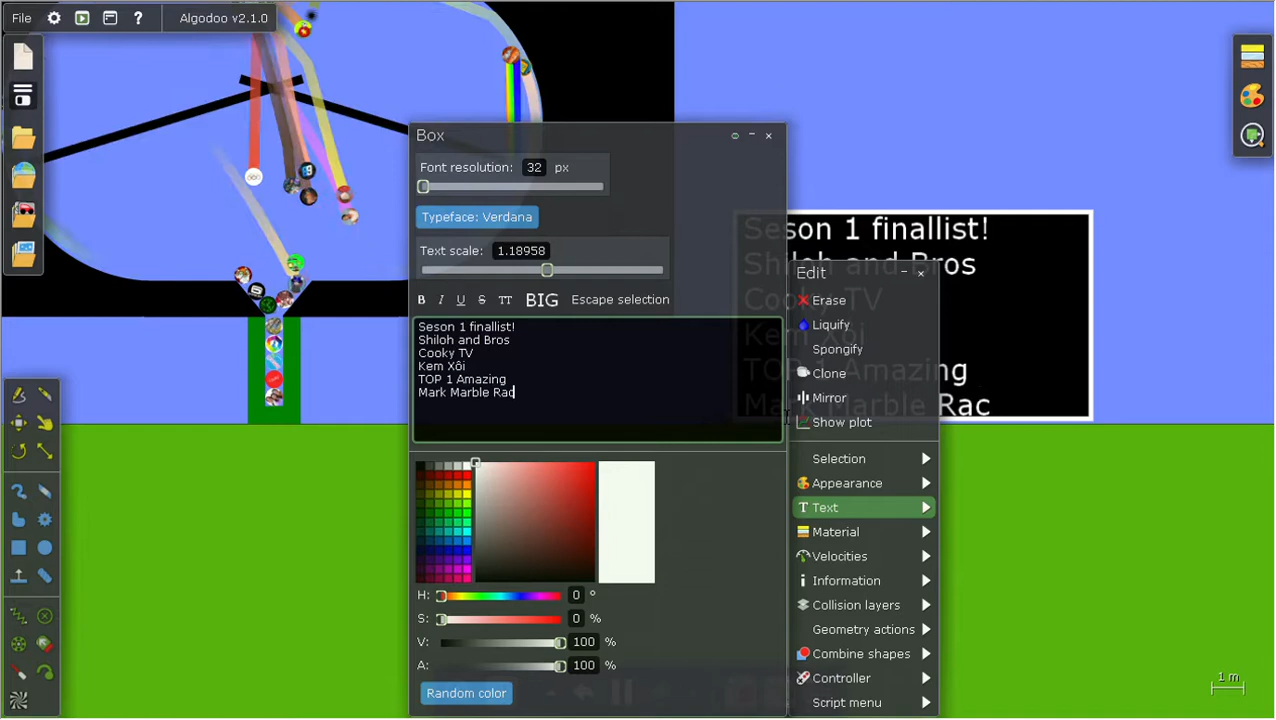 File
Algodoo v2.1.0
Box
Font resolution: 32 px
Typeface: Verdana
Text scale: 1.18958
B I U S TT BIG Escape selection
Seson 1 finallist!
Shiloh and Bros
Cooky TV
Kem Xôi
TOP 1 Amazing
Mark Marble Rac
H: 0 °
S: 0 %
V: 100 %
A: 100 %
Random color
Seson 1 finallist!
Shiloh and Bros
Cooky TV
Kem Xôi
TOP 1 Amazing
Mark Marble Rac
Edit
Erase
Liquify
Spongify
Clone
Mirror
Show plot
Selection
Appearance
Text
Material
Velocities
Information
Collision layers
Geometry actions
Combine shapes
Controller
Script menu
1 m